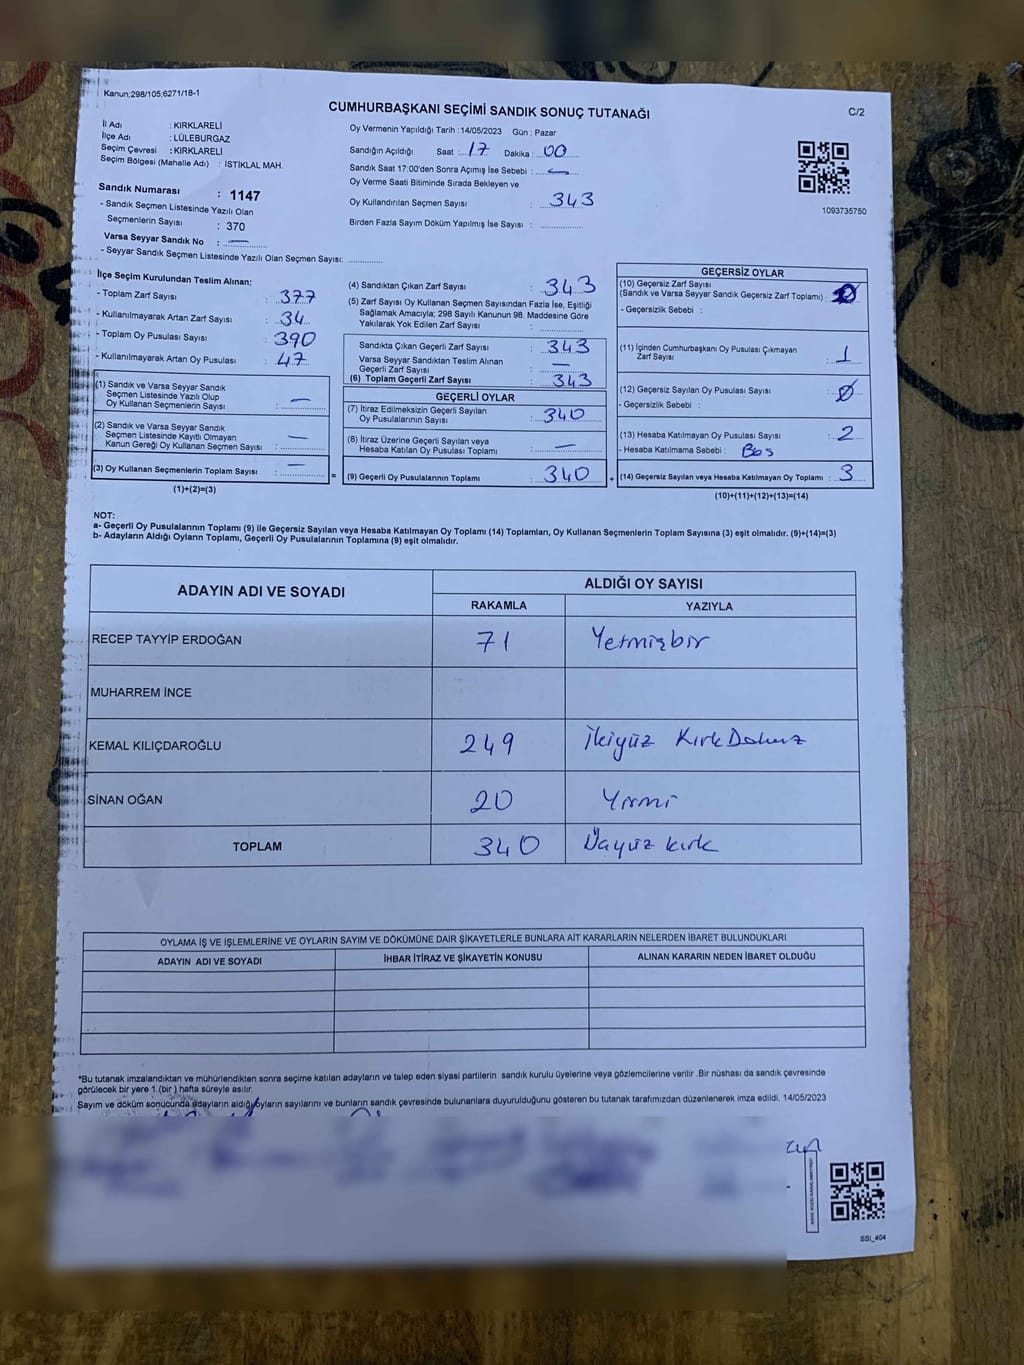 Kanun;298/105;6271/18-1
CUMHURBAŞKANI SEÇİMİ SANDIK SONUÇ TUTANAĞI
C/2
İl Adı : KIRKLARELİ
İlçe Adı : LÜLEBURGAZ
Seçim Çevresi : KIRKLARELİ
Seçim Bölgesi (Mahalle Adı) : İSTİKLAL MAH.
Sandık Numarası : 1147
- Sandık Seçmen Listesinde Yazılı Olan
Seçmenlerin Sayısı : 370
Varsa Seyyar Sandık No : —
- Seyyar Sandık Seçmen Listesinde Yazılı Olan Seçmen Sayısı:
Oy Vermenin Yapıldığı Tarih : 14/05/2023 Gün : Pazar
Sandığın Açıldığı Saat : 17 Dakika : 00
Sandık Saat 17:00'den Sonra Açımış İse Sebebi : —
Oy Verme Saati Bitiminde Sırada Bekleyen ve
Oy Kullandırılan Seçmen Sayısı : 343
Birden Fazla Sayım Döküm Yapılmış İse Sayısı :
1093735750
İlçe Seçim Kurulundan Teslim Alınan:
- Toplam Zarf Sayısı : 377
- Kullanılmayarak Artan Zarf Sayısı : 34
- Toplam Oy Pusulası Sayısı : 390
- Kullanılmayarak Artan Oy Pusulası : 47
(1) Sandık ve Varsa Seyyar Sandık
Seçmen Listesinde Yazılı Olup
Oy Kullanan Seçmenlerin Sayısı : —
(2) Sandık ve Varsa Seyyar Sandık
Seçmen Listesinde Kayıtlı Olmayan
Kanun Gereği Oy Kullanan Seçmen Sayısı : —
(3) Oy Kullanan Seçmenlerin Toplam Sayısı : —
(1)+(2)=(3)
=
(4) Sandıktan Çıkan Zarf Sayısı : 343
(5) Zarf Sayısı Oy Kullanan Seçmen Sayısından Fazla İse, Eşitliği
Sağlamak Amacıyla; 298 Sayılı Kanunun 98. Maddesine Göre
Yakılarak Yok Edilen Zarf Sayısı :
Sandıkta Çıkan Geçerli Zarf Sayısı : 343
Varsa Seyyar Sandıktan Teslim Alınan
Geçerli Zarf Sayısı : —
(6) Toplam Geçerli Zarf Sayısı : 343
GEÇERLİ OYLAR
(7) İtiraz Edilmeksizin Geçerli Sayılan
Oy Pusulalarının Sayısı : 340
(8) İtiraz Üzerine Geçerli Sayılan veya
Hesaba Katılan Oy Pusulası Toplamı : —
(9) Geçerli Oy Pusulalarının Toplamı : 340
+
GEÇERSİZ OYLAR
(10) Geçersiz Zarf Sayısı
(Sandık ve Varsa Seyyar Sandık Geçersiz Zarf Toplamı) : 0
- Geçersizlik Sebebi :
(11) İçinden Cumhurbaşkanı Oy Pusulası Çıkmayan
Zarf Sayısı : 1
(12) Geçersiz Sayılan Oy Pusulası Sayısı : Ø
- Geçersizlik Sebebi :
(13) Hesaba Katılmayan Oy Pusulası Sayısı : 2
- Hesaba Katılmama Sebebi : Boş
(14) Geçersiz Sayılan veya Hesaba Katılmayan Oy Toplamı : 3
(10)+(11)+(12)+(13)=(14)
NOT:
a- Geçerli Oy Pusulalarının Toplamı (9) ile Geçersiz Sayılan veya Hesaba Katılmayan Oy Toplamı (14) Toplamları, Oy Kullanan Seçmenlerin Toplam Sayısına (3) eşit olmalıdır. (9)+(14)=(3)
b- Adayların Aldığı Oyların Toplamı, Geçerli Oy Pusulalarının Toplamına (9) eşit olmalıdır.
ADAYIN ADI VE SOYADI
ALDIĞI OY SAYISI
RAKAMLA YAZIYLA
RECEP TAYYİP ERDOĞAN 71 Yetmişbir
MUHARREM İNCE
KEMAL KILIÇDAROĞLU 249 İkiyüz Kırk Dokuz
SİNAN OĞAN 20 Yirmi
TOPLAM 340 Üçyüz kırk
OYLAMA İŞ VE İŞLEMLERİNE VE OYLARIN SAYIM VE DÖKÜMÜNE DAİR ŞİKAYETLERLE BUNLARA AİT KARARLARIN NELERDEN İBARET BULUNDUKLARI
ADAYIN ADI VE SOYADI İHBAR İTİRAZ VE ŞİKAYETİN KONUSU ALINAN KARARIN NEDEN İBARET OLDUĞU
*Bu tutanak imzalandıktan ve mühürlendikten sonra seçime katılan adayların ve talep eden siyasi partilerin sandık kurulu üyelerine veya gözlemcilerine verilir .Bir nüshası da sandık çevresinde
görülecek bir yere 1 (bir ) hafta süreyle asılır.
Sayım ve döküm sonucunda adayların aldığı oyların sayılarını ve bunların sandık çevresinde bulunanlara duyurulduğunu gösteren bu tutanak tarafımızdan düzenlenerek imza edildi. 14/05/2023
SSI_404